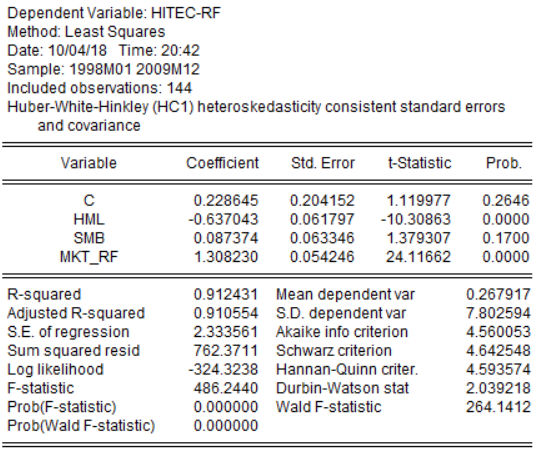 Dependent Variable: HITEC-RF
Method: Least Squares
Date: 10/04/18 Time: 20:42
Sample: 1998M01 2009M12
Included observations: 144
Huber-White-Hinkley (HC1) heteroskedasticity consistent standard errors
and covariance
Variable Coefficient Std. Error t-Statistic Prob.
C 0.228645 0.204152 1.119977 0.2646
HML -0.637043 0.061797 -10.30863 0.0000
SMB 0.087374 0.063346 1.379307 0.1700
MKT_RF 1.308230 0.054246 24.11662 0.0000
R-squared 0.912431 Mean dependent var 0.267917
Adjusted R-squared 0.910554 S.D. dependent var 7.802594
S.E. of regression 2.333561 Akaike info criterion 4.560053
Sum squared resid 762.3711 Schwarz criterion 4.642548
Log likelihood -324.3238 Hannan-Quinn criter. 4.593574
F-statistic 486.2440 Durbin-Watson stat 2.039218
Prob(F-statistic) 0.000000 Wald F-statistic 264.1412
Prob(Wald F-statistic) 0.000000